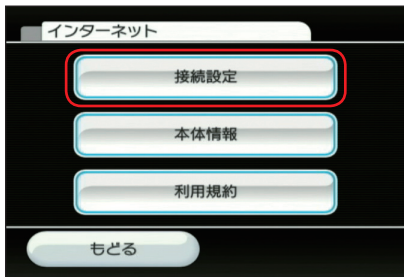 インターネット
接続設定
本体情報
利用規約
もどる